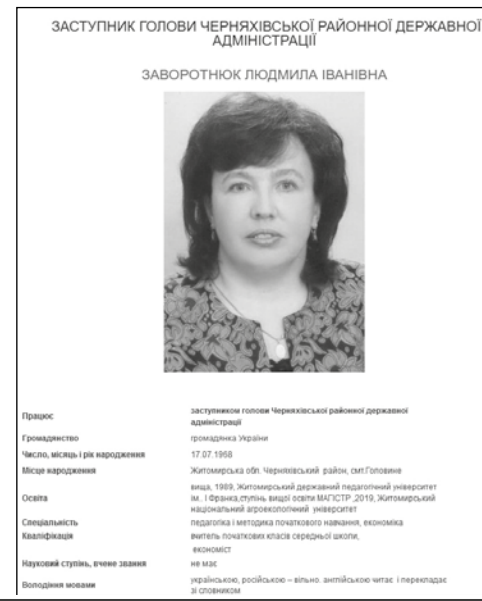 ЗАСТУПНИК ГОЛОВИ ЧЕРНЯХІВСЬКОЇ РАЙОННОЇ ДЕРЖАВНОЇ
АДМІНІСТРАЦІЇ
ЗАВОРОТНЮК ЛЮДМИЛА ІВАНІВНА
Працює
заступником голови Черняхівської районної державної
адміністрації
Громадянство громадянка України
Число, місяць і рік народження 17.07.1968
Місце народження Житомирська обл. Черняхівський район, смт.Головине
Освіта
вища, 1989, Житомирський державний педагогічний університет
ім.. І Франка,ступінь вищої освіти МАГІСТР ,2019, Житомирський
національний агроекологічний університет
Спеціальність педагогіка і методика початкового навчання, економіка
Кваліфікація вчитель початкових класів середньої школи,
економіст
Науковий ступінь, вчене звання не має
Володіння мовами
українською, російською – вільно. англійською читає і перекладає
зі словником